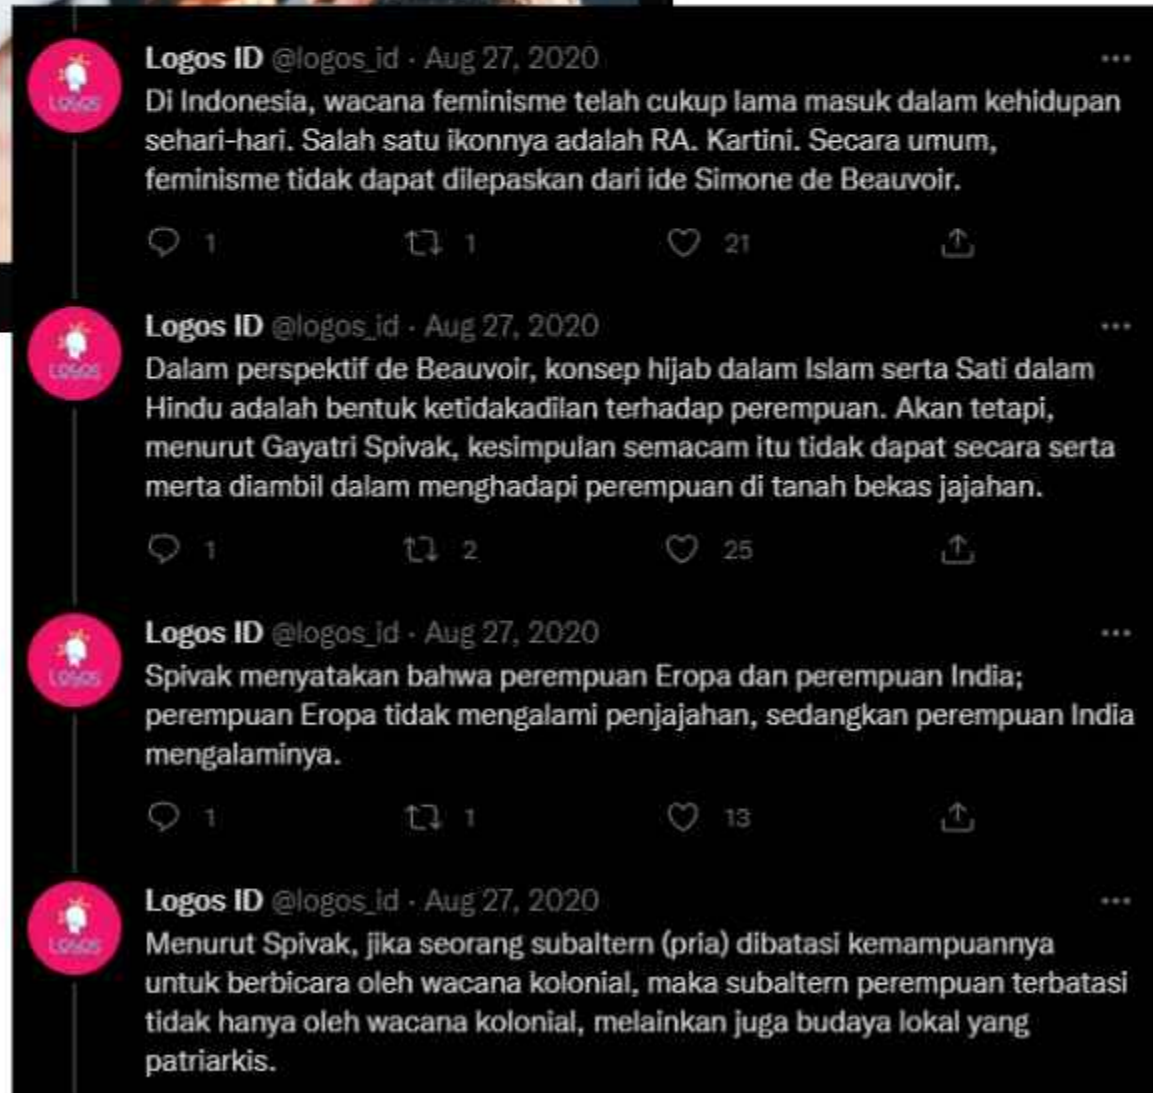 Logos ID @logos_id · Aug 27, 2020
Di Indonesia, wacana feminisme telah cukup lama masuk dalam kehidupan
sehari-hari. Salah satu ikonnya adalah RA. Kartini. Secara umum,
feminisme tidak dapat dilepaskan dari ide Simone de Beauvoir.
1 1 21
LOGOS
Logos ID @logos_id · Aug 27, 2020
Dalam perspektif de Beauvoir, konsep hijab dalam Islam serta Sati dalam
Hindu adalah bentuk ketidakadilan terhadap perempuan. Akan tetapi,
menurut Gayatri Spivak, kesimpulan semacam itu tidak dapat secara serta
merta diambil dalam menghadapi perempuan di tanah bekas jajahan.
1 2 25
LOGOS
Logos ID @logos_id · Aug 27, 2020
Spivak menyatakan bahwa perempuan Eropa dan perempuan India;
perempuan Eropa tidak mengalami penjajahan, sedangkan perempuan India
mengalaminya.
1 1 13
LOGOS
Logos ID @logos_id · Aug 27, 2020
Menurut Spivak, jika seorang subaltern (pria) dibatasi kemampuannya
untuk berbicara oleh wacana kolonial, maka subaltern perempuan terbatasi
tidak hanya oleh wacana kolonial, melainkan juga budaya lokal yang
patriarkis.
LOGOS